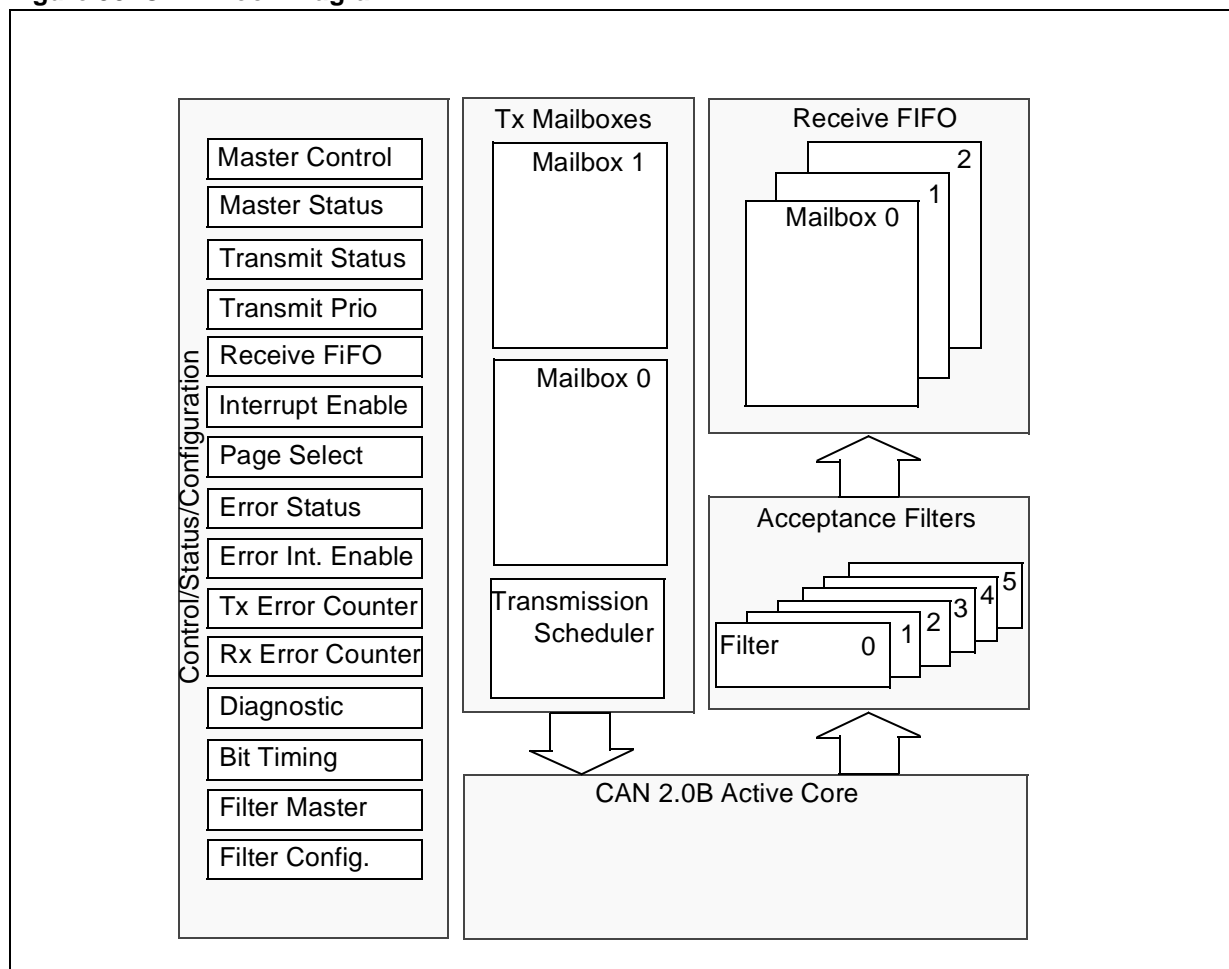 Control/Status/Configuration
Master Control
Master Status
Transmit Status
Transmit Prio
Receive FiFO
Interrupt Enable
Page Select
Error Status
Error Int. Enable
Tx Error Counter
Rx Error Counter
Diagnostic
Bit Timing
Filter Master
Filter Config.
Tx Mailboxes
Mailbox 1
Mailbox 0
Transmission
Scheduler
Receive FIFO
2
1
Mailbox 0
Acceptance Filters
5
4
3
2
1
Filter 0
CAN 2.0B Active Core